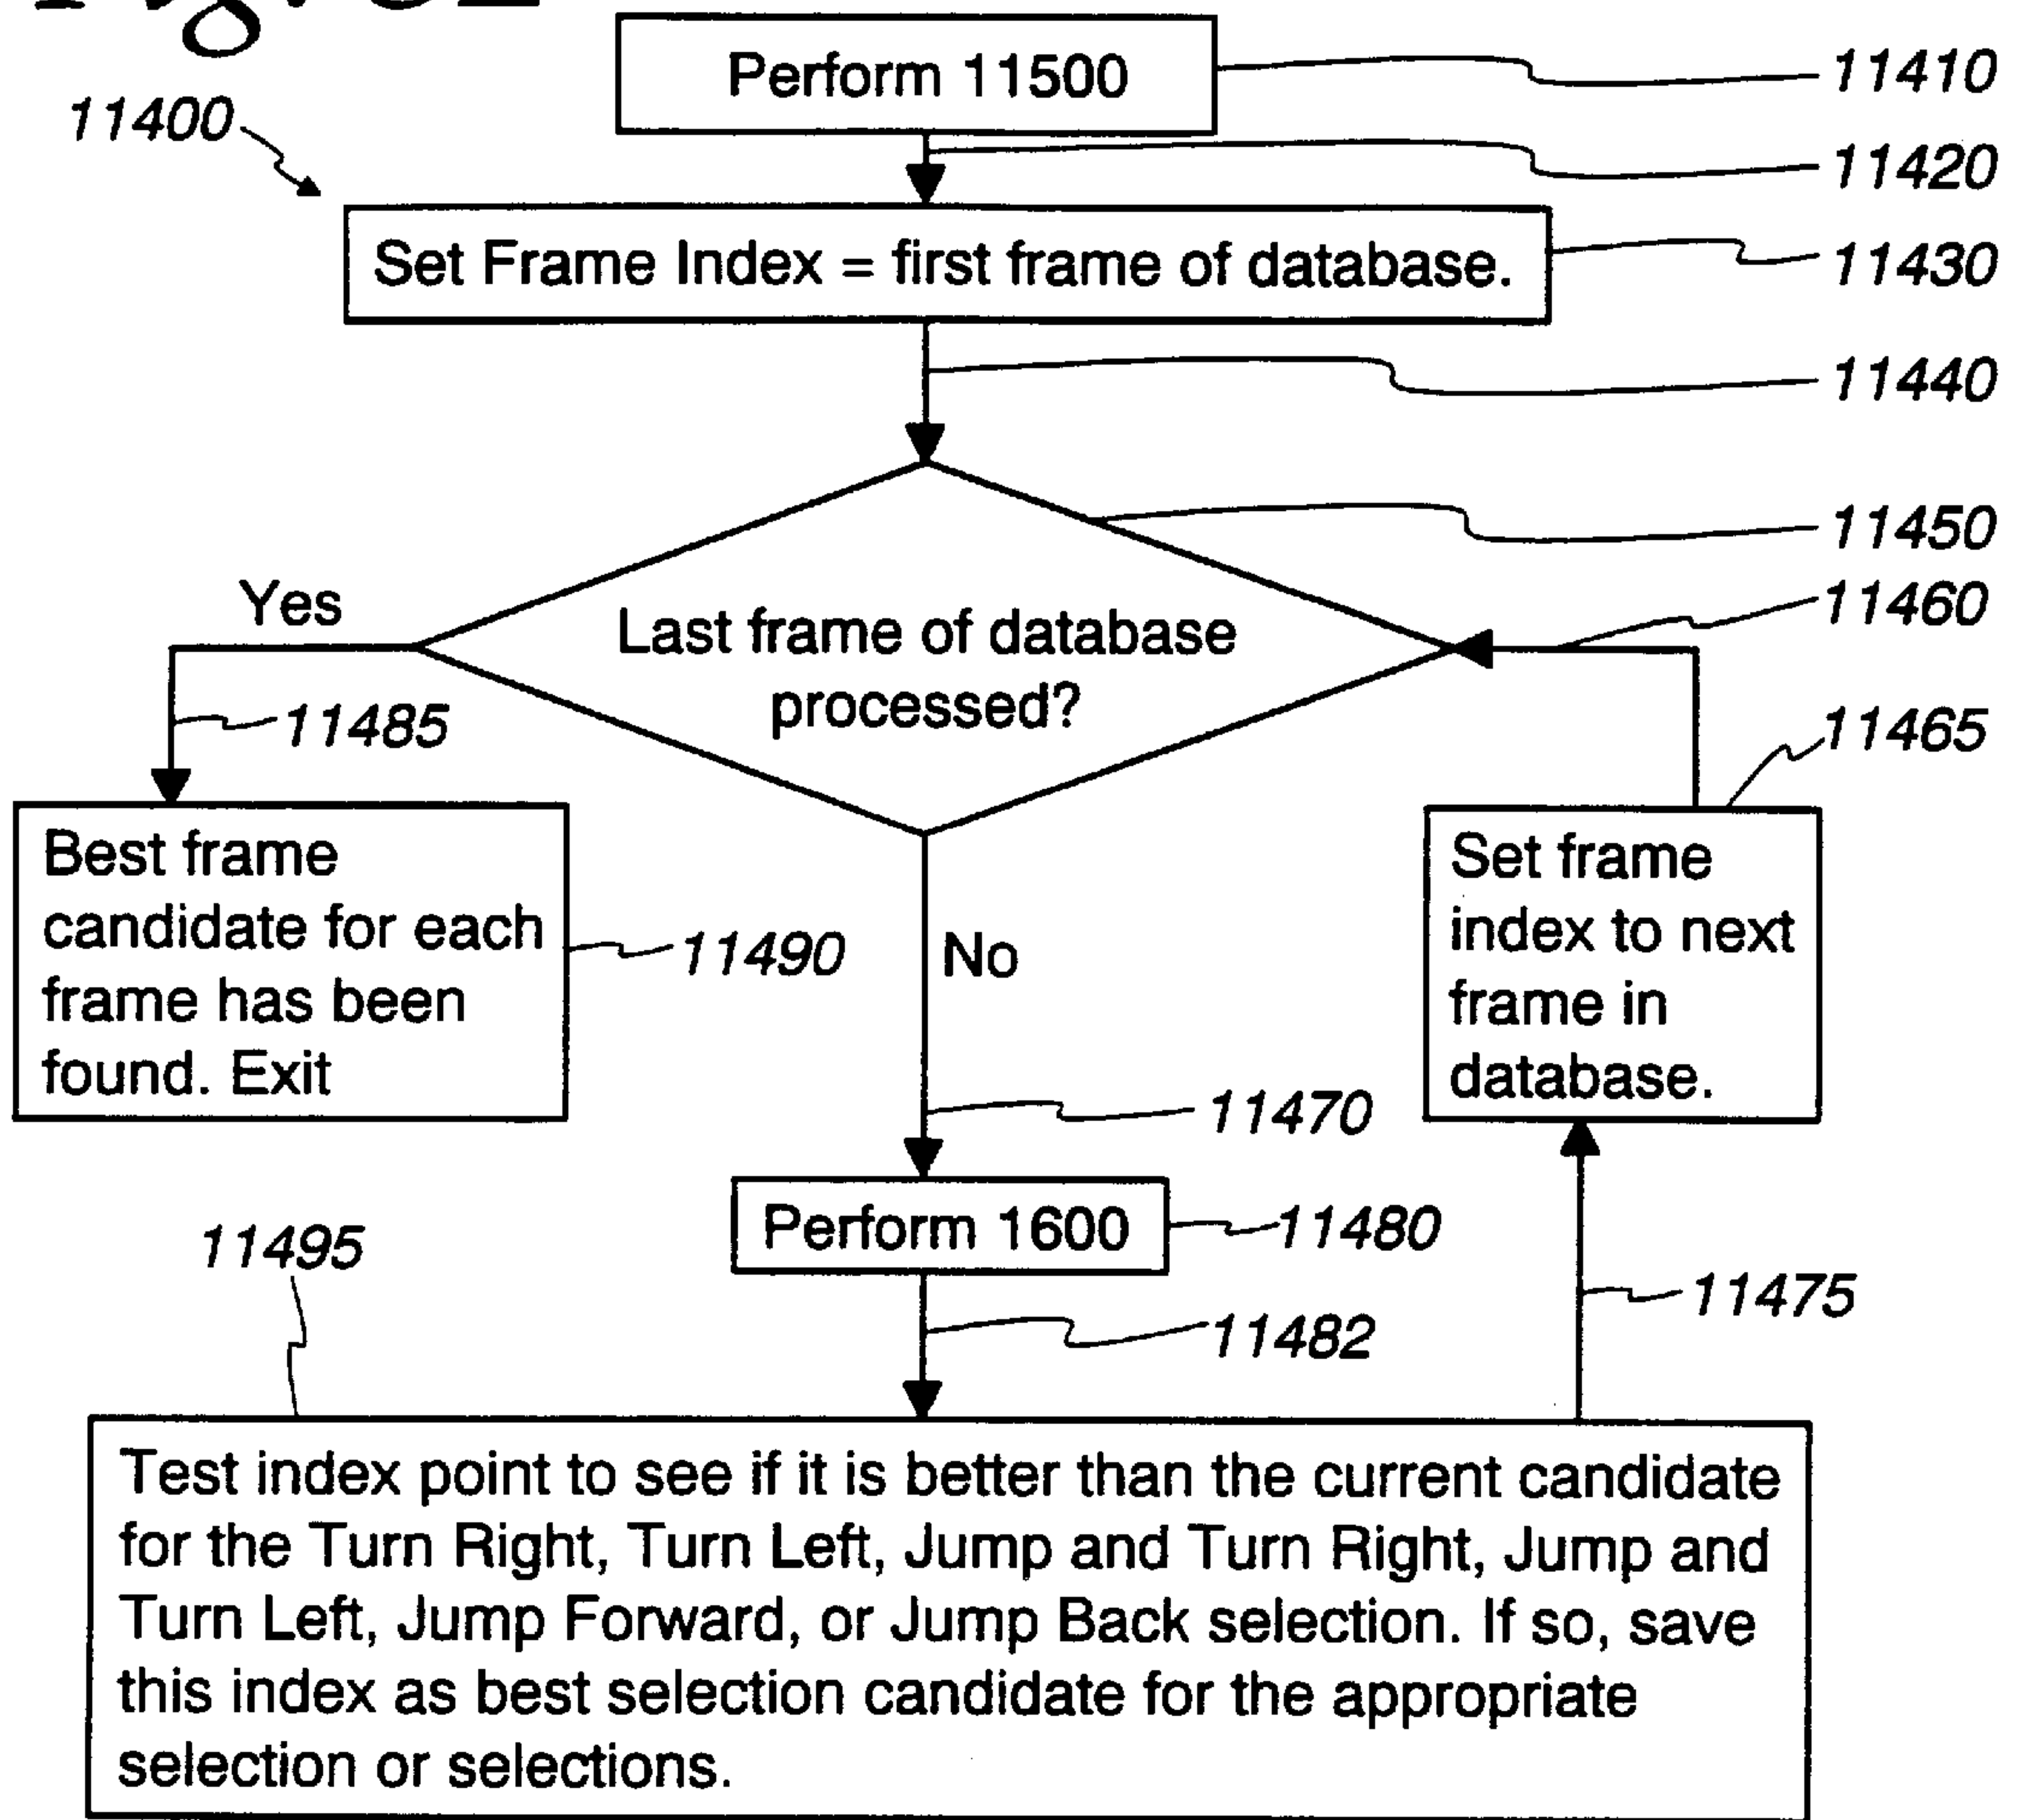 Perform 11500
11410
11400
11420
Set Frame Index = first frame of database.
11430
11440
11450
Yes
11460
Last frame of database
processed?
11485
11465
Best frame
candidate for each
frame has been
found. Exit
11490
No
Set frame
index to next
frame in
database.
11470
Perform 1600
11480
11495
11475
11482
Test index point to see if it is better than the current candidate
for the Turn Right, Turn Left, Jump and Turn Right, Jump and
Turn Left, Jump Forward, or Jump Back selection. If so, save
this index as best selection candidate for the appropriate
selection or selections.